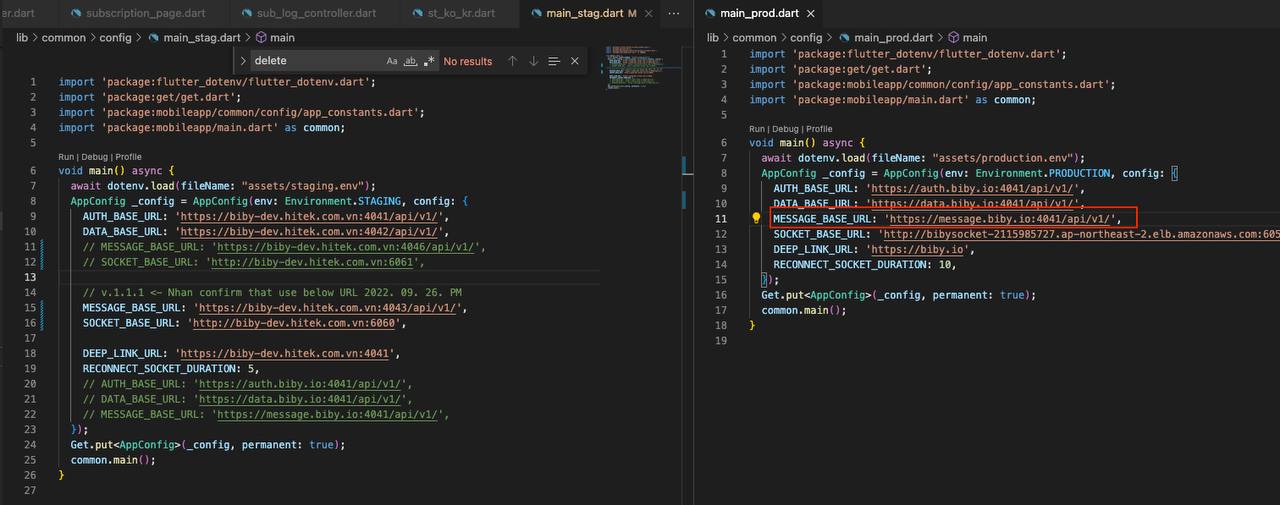 er.dart
subscription_page.dart
sub_log_controller.dart
st_ko_kr.dart
main_stag.dart M
lib > common > config > main_stag.dart > main
delete
Aa ab .* No results
1 import 'package:flutter_dotenv/flutter_dotenv.dart';
2 import 'package:get/get.dart';
3 import 'package:mobileapp/common/config/app_constants.dart';
4 import 'package:mobileapp/main.dart' as common;
5
Run | Debug | Profile
6 void main() async {
7 await dotenv.load(fileName: "assets/staging.env");
8 AppConfig _config = AppConfig(env: Environment.STAGING, config: {
9 AUTH_BASE_URL: 'https://biby-dev.hitek.com.vn:4041/api/v1/',
10 DATA_BASE_URL: 'https://biby-dev.hitek.com.vn:4042/api/v1/',
11 // MESSAGE_BASE_URL: 'https://biby-dev.hitek.com.vn:4046/api/v1/',
12 // SOCKET_BASE_URL: 'http://biby-dev.hitek.com.vn:6061',
13
14 // v.1.1.1 <- Nhan confirm that use below URL 2022. 09. 26. PM
15 MESSAGE_BASE_URL: 'https://biby-dev.hitek.com.vn:4043/api/v1/',
16 SOCKET_BASE_URL: 'http://biby-dev.hitek.com.vn:6060',
17
18 DEEP_LINK_URL: 'https://biby-dev.hitek.com.vn:4041',
19 RECONNECT_SOCKET_DURATION: 5,
20 // AUTH_BASE_URL: 'https://auth.biby.io:4041/api/v1/',
21 // DATA_BASE_URL: 'https://data.biby.io:4041/api/v1/',
22 // MESSAGE_BASE_URL: 'https://message.biby.io:4041/api/v1/',
23 });
24 Get.put<AppConfig>(_config, permanent: true);
25 common.main();
26 }
27
main_prod.dart
lib > common > config > main_prod.dart > main
1 import 'package:flutter_dotenv/flutter_dotenv.dart';
2 import 'package:get/get.dart';
3 import 'package:mobileapp/common/config/app_constants.dart';
4 import 'package:mobileapp/main.dart' as common;
5
Run | Debug | Profile
6 void main() async {
7 await dotenv.load(fileName: "assets/production.env");
8 AppConfig _config = AppConfig(env: Environment.PRODUCTION, config: {
9 AUTH_BASE_URL: 'https://auth.biby.io:4041/api/v1/',
10 DATA_BASE_URL: 'https://data.biby.io:4041/api/v1/',
11 MESSAGE_BASE_URL: 'https://message.biby.io:4041/api/v1/',
12 SOCKET_BASE_URL: 'http://bibysocket-2115985727.ap-northeast-2.elb.amazonaws.com:605
13 DEEP_LINK_URL: 'https://biby.io',
14 RECONNECT_SOCKET_DURATION: 10,
15 });
16 Get.put<AppConfig>(_config, permanent: true);
17 common.main();
18 }
19